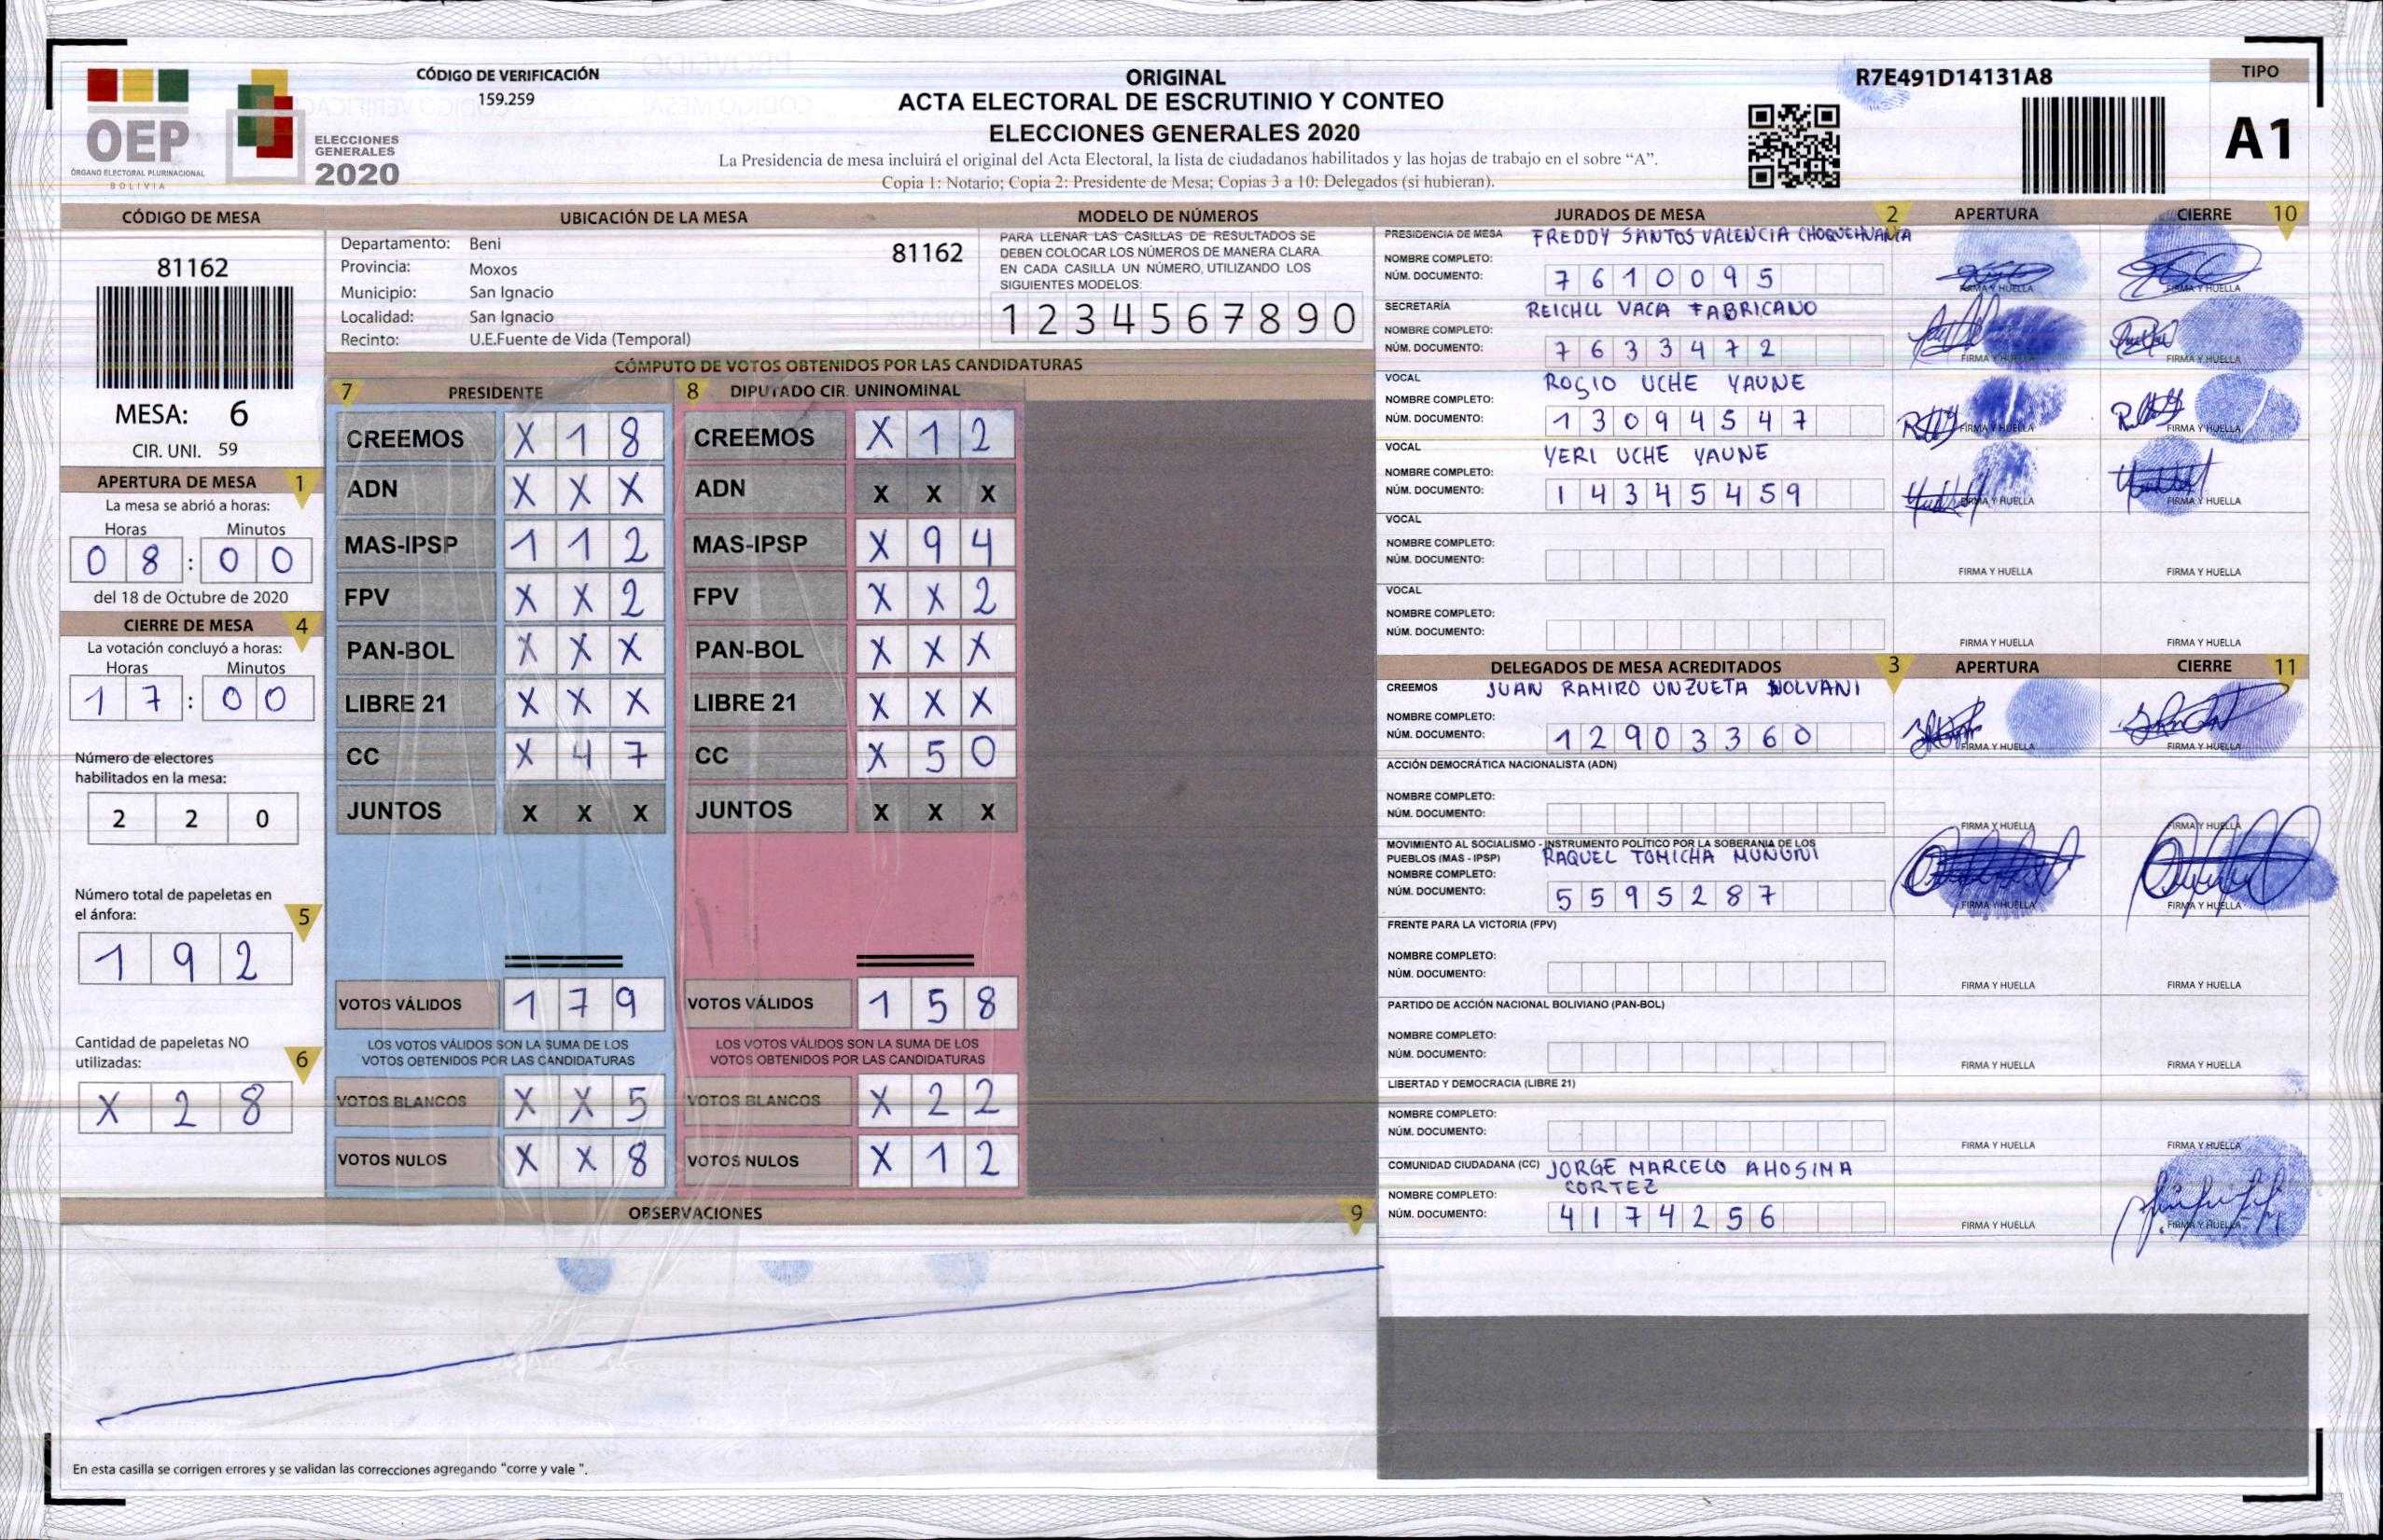 OEP
ÓRGANO ELECTORAL PLURINACIONAL
BOLIVIA
ELECCIONES
GENERALES
2020
CÓDIGO DE VERIFICACIÓN
159.259
ORIGINAL
ACTA ELECTORAL DE ESCRUTINIO Y CONTEO
ELECCIONES GENERALES 2020
La Presidencia de mesa incluirá el original del Acta Electoral, la lista de ciudadanos habilitados y las hojas de trabajo en el sobre “A”.
Copia 1: Notario; Copia 2: Presidente de Mesa; Copias 3 a 10: Delegados (si hubieran).
R7E491D14131A8
TIPO
A1
CÓDIGO DE MESA
81162
MESA: 6
CIR. UNI. 59
APERTURA DE MESA 1
La mesa se abrió a horas:
Horas Minutos
0 8 : 0 0
del 18 de Octubre de 2020
CIERRE DE MESA 4
La votación concluyó a horas:
Horas Minutos
1 7 : 0 0
Número de electores
habilitados en la mesa:
2 2 0
Número total de papeletas en
el ánfora: 5
1 9 2
Cantidad de papeletas NO
utilizadas: 6
X 2 8
UBICACIÓN DE LA MESA
Departamento: Beni 81162
Provincia: Moxos
Municipio: San Ignacio
Localidad: San Ignacio
Recinto: U.E.Fuente de Vida (Temporal)
MODELO DE NÚMEROS
PARA LLENAR LAS CASILLAS DE RESULTADOS SE
DEBEN COLOCAR LOS NÚMEROS DE MANERA CLARA.
EN CADA CASILLA UN NÚMERO, UTILIZANDO LOS
SIGUIENTES MODELOS:
1 2 3 4 5 6 7 8 9 0
CÓMPUTO DE VOTOS OBTENIDOS POR LAS CANDIDATURAS
7 PRESIDENTE
CREEMOS X 1 8
ADN X X X
MAS-IPSP 1 1 2
FPV X X 2
PAN-BOL X X X
LIBRE 21 X X X
CC X 4 7
JUNTOS X X X
VOTOS VÁLIDOS 1 7 9
LOS VOTOS VÁLIDOS SON LA SUMA DE LOS
VOTOS OBTENIDOS POR LAS CANDIDATURAS
VOTOS BLANCOS X X 5
VOTOS NULOS X X 8
8 DIPUTADO CIR. UNINOMINAL
CREEMOS X 1 2
ADN X X X
MAS-IPSP X 9 4
FPV X X 2
PAN-BOL X X X
LIBRE 21 X X X
CC X 5 0
JUNTOS X X X
VOTOS VÁLIDOS 1 5 8
LOS VOTOS VÁLIDOS SON LA SUMA DE LOS
VOTOS OBTENIDOS POR LAS CANDIDATURAS
VOTOS BLANCOS X 2 2
VOTOS NULOS X 1 2
OBSERVACIONES 9
En esta casilla se corrigen errores y se validan las correcciones agregando "corre y vale ".
JURADOS DE MESA 2 APERTURA CIERRE 10
PRESIDENCIA DE MESA FREDDY SANTOS VALENCIA CHOQUEHUANCA
NOMBRE COMPLETO:
NÚM. DOCUMENTO: 7 6 1 0 0 9 5
FIRMA Y HUELLA FIRMA Y HUELLA
SECRETARÍA REICHLL VACA FABRICANO
NOMBRE COMPLETO:
NÚM. DOCUMENTO: 7 6 3 3 4 7 2
FIRMA Y HUELLA FIRMA Y HUELLA
VOCAL ROSIO UCHE YAUNE
NOMBRE COMPLETO:
NÚM. DOCUMENTO: 1 3 0 9 4 5 4 7
FIRMA Y HUELLA FIRMA Y HUELLA
VOCAL YERI UCHE YAUNE
NOMBRE COMPLETO:
NÚM. DOCUMENTO: 1 4 3 4 5 4 5 9
FIRMA Y HUELLA FIRMA Y HUELLA
VOCAL
NOMBRE COMPLETO:
NÚM. DOCUMENTO:
FIRMA Y HUELLA FIRMA Y HUELLA
VOCAL
NOMBRE COMPLETO:
NÚM. DOCUMENTO:
FIRMA Y HUELLA FIRMA Y HUELLA
DELEGADOS DE MESA ACREDITADOS 3 APERTURA CIERRE 11
CREEMOS JUAN RAMIRO UNZUETA NOLVANI
NOMBRE COMPLETO:
NÚM. DOCUMENTO: 1 2 9 0 3 3 6 0
FIRMA Y HUELLA FIRMA Y HUELLA
ACCIÓN DEMOCRÁTICA NACIONALISTA (ADN)
NOMBRE COMPLETO:
NÚM. DOCUMENTO:
FIRMA Y HUELLA FIRMA Y HUELLA
MOVIMIENTO AL SOCIALISMO - INSTRUMENTO POLÍTICO POR LA SOBERANIA DE LOS
PUEBLOS (MAS - IPSP) RAQUEL TOMICHA
NOMBRE COMPLETO:
NÚM. DOCUMENTO: 5 5 9 5 2 8 7
FIRMA Y HUELLA FIRMA Y HUELLA
FRENTE PARA LA VICTORIA (FPV)
NOMBRE COMPLETO:
NÚM. DOCUMENTO:
FIRMA Y HUELLA FIRMA Y HUELLA
PARTIDO DE ACCIÓN NACIONAL BOLIVIANO (PAN-BOL)
NOMBRE COMPLETO:
NÚM. DOCUMENTO:
FIRMA Y HUELLA FIRMA Y HUELLA
LIBERTAD Y DEMOCRACIA (LIBRE 21)
NOMBRE COMPLETO:
NÚM. DOCUMENTO:
FIRMA Y HUELLA FIRMA Y HUELLA
COMUNIDAD CIUDADANA (CC) JORGE MARCELO AHOSIMA
CORTEZ
NOMBRE COMPLETO:
NÚM. DOCUMENTO: 4 1 7 4 2 5 6
FIRMA Y HUELLA FIRMA Y HUELLA